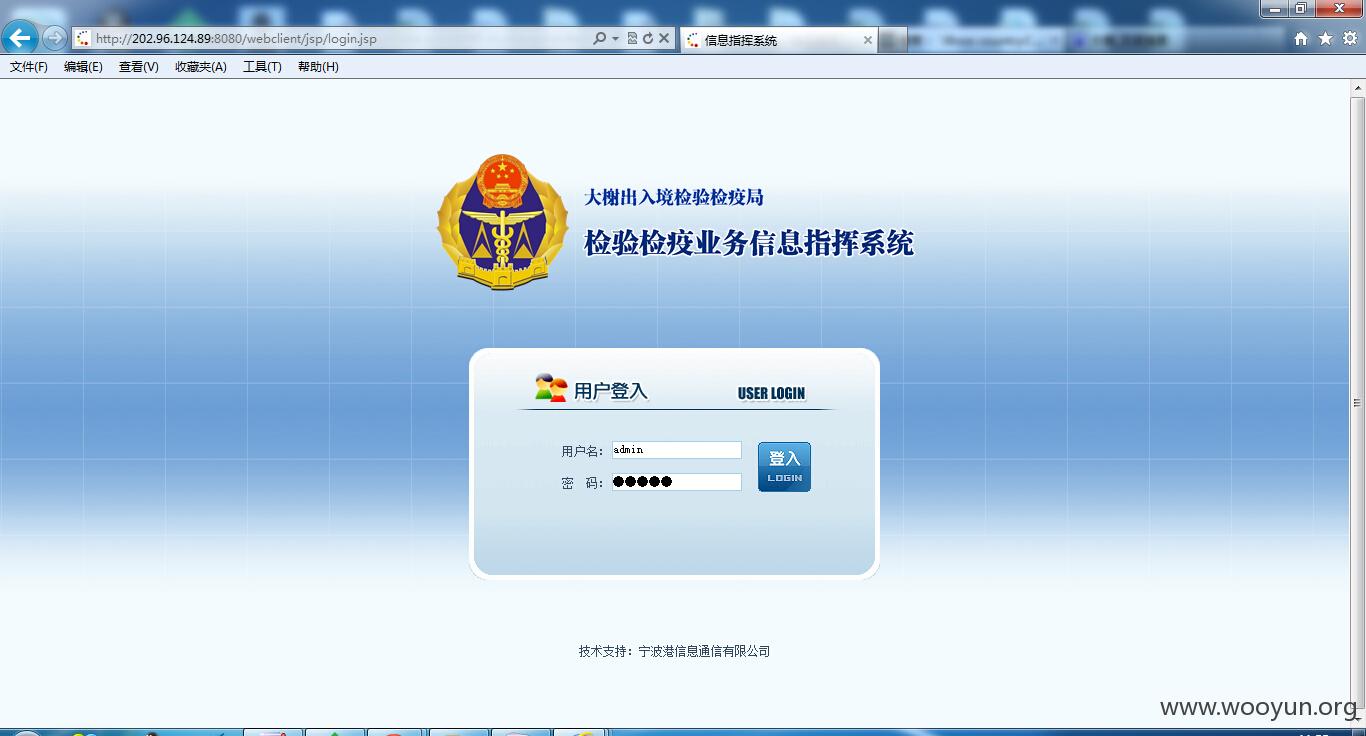 http://202.96.124.89:8080/webclient/jsp/login.jsp
信息指挥系统
文件(F) 编辑(E) 查看(V) 收藏夹(A) 工具(T) 帮助(H)
大榭出入境检验检疫局
检验检疫业务信息指挥系统
用户登入 USER LOGIN
用户名: admin
登入
密 码: ●●●●●
LOGIN
技术支持：宁波港信息通信有限公司
www.wooyun.org